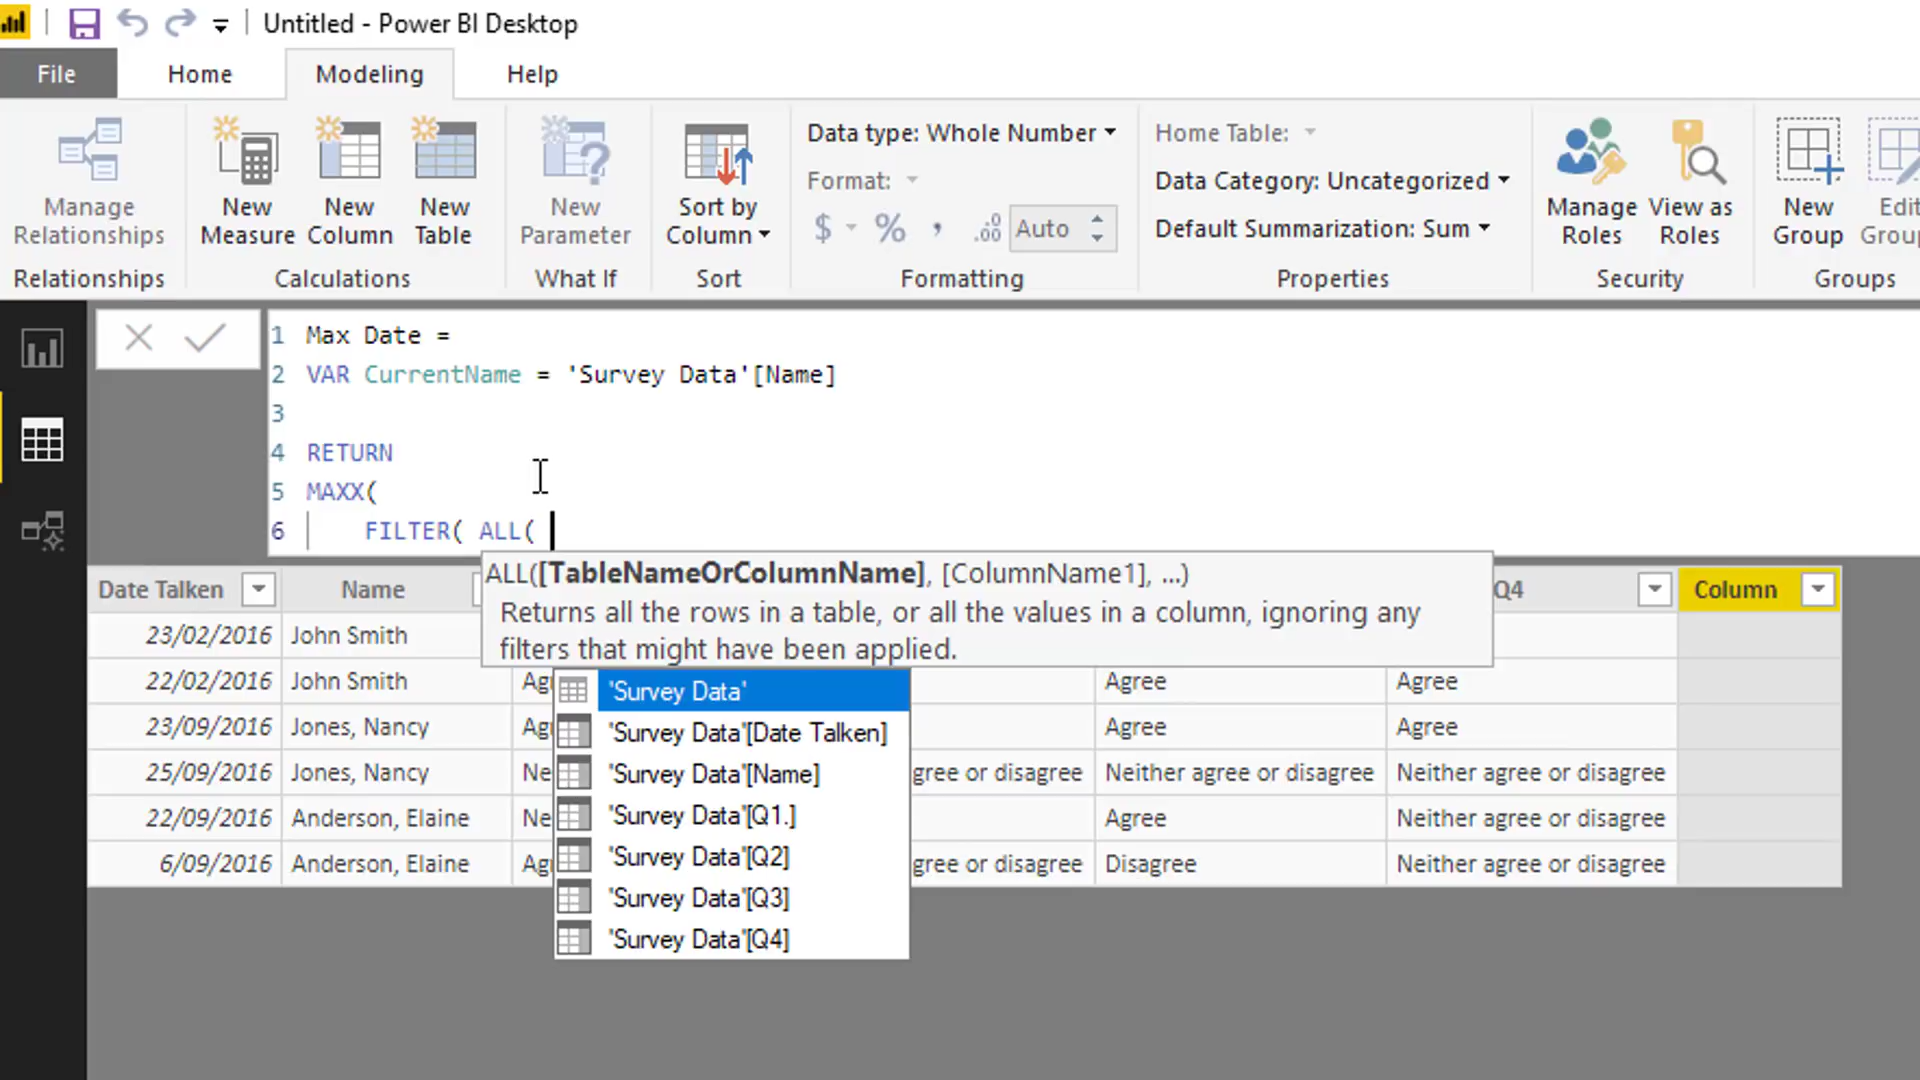 Untitled - Power BI Desktop
File Home Modeling Help
Manage Relationships
Relationships
New Measure
New Column
New Table
Calculations
New Parameter
What If
Sort by Column
Sort
Data type: Whole Number
Format:
$ % , .00 Auto
Formatting
Home Table:
Data Category: Uncategorized
Default Summarization: Sum
Properties
Manage Roles
View as Roles
Security
New Group
Edit
Groups
1 Max Date =
2 VAR CurrentName = 'Survey Data'[Name]
3
4 RETURN
5 MAXX(
6 FILTER( ALL(
ALL([TableNameOrColumnName], [ColumnName1], ...)
Returns all the rows in a table, or all the values in a column, ignoring any
filters that might have been applied.
'Survey Data'
'Survey Data'[Date Talken]
'Survey Data'[Name]
'Survey Data'[Q1.]
'Survey Data'[Q2]
'Survey Data'[Q3]
'Survey Data'[Q4]
Date Talken Name Q4 Column
23/02/2016 John Smith
22/02/2016 John Smith Agree Agree
23/09/2016 Jones, Nancy Agree Agree
25/09/2016 Jones, Nancy gree or disagree Neither agree or disagree Neither agree or disagree
22/09/2016 Anderson, Elaine Agree Neither agree or disagree
6/09/2016 Anderson, Elaine gree or disagree Disagree Neither agree or disagree